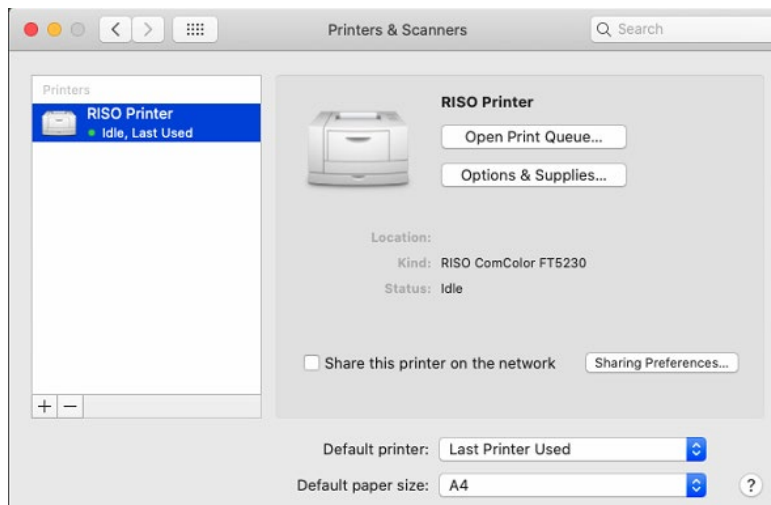 Printers & Scanners
Search
Printers
RISO Printer
Idle, Last Used
RISO Printer
Open Print Queue...
Options & Supplies...
Location:
Kind: RISO ComColor FT5230
Status: Idle
Share this printer on the network
Sharing Preferences...
+ −
Default printer: Last Printer Used
Default paper size: A4
?